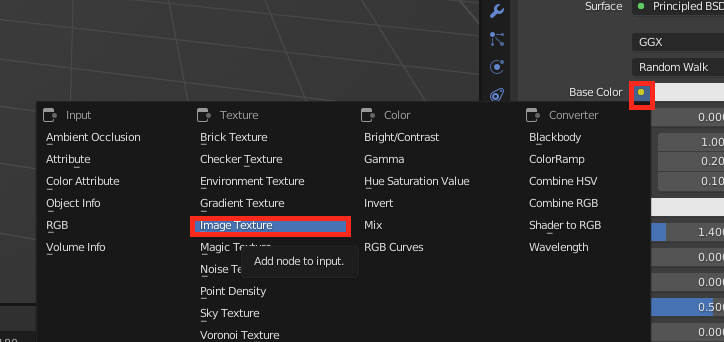 Surface
Principled BSD
GGX
Random Walk
Base Color
Input
Ambient Occlusion
Attribute
Color Attribute
Object Info
RGB
Volume Info
Texture
Brick Texture
Checker Texture
Environment Texture
Gradient Texture
Image Texture
Magic Texture
Add node to input.
Noise Te
Point Density
Sky Texture
Voronoi Texture
Color
Bright/Contrast
Gamma
Hue Saturation Value
Invert
Mix
RGB Curves
Converter
Blackbody
ColorRamp
Combine HSV
Combine RGB
Shader to RGB
Wavelength
0.000
1.00
0.20
0.10
1.400
0.000
0.000
0.500
0.000